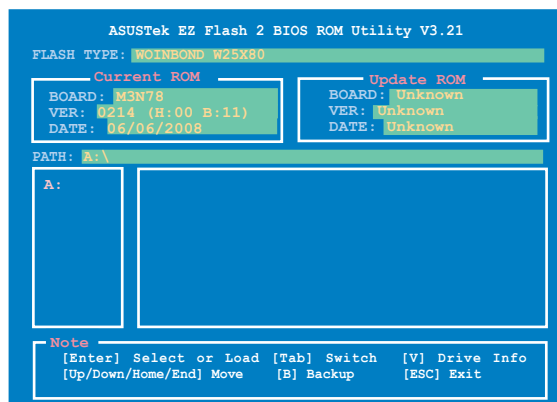 ASUSTek EZ Flash 2 BIOS ROM Utility V3.21
FLASH TYPE: WOINBOND W25X80
Current ROM
BOARD: M3N78
VER: 0214 (H:00 B:11)
DATE: 06/06/2008
Update ROM
BOARD: Unknown
VER: Unknown
DATE: Unknown
PATH: A:\
A:
Note
[Enter] Select or Load [Tab] Switch [V] Drive Info
[Up/Down/Home/End] Move [B] Backup [ESC] Exit